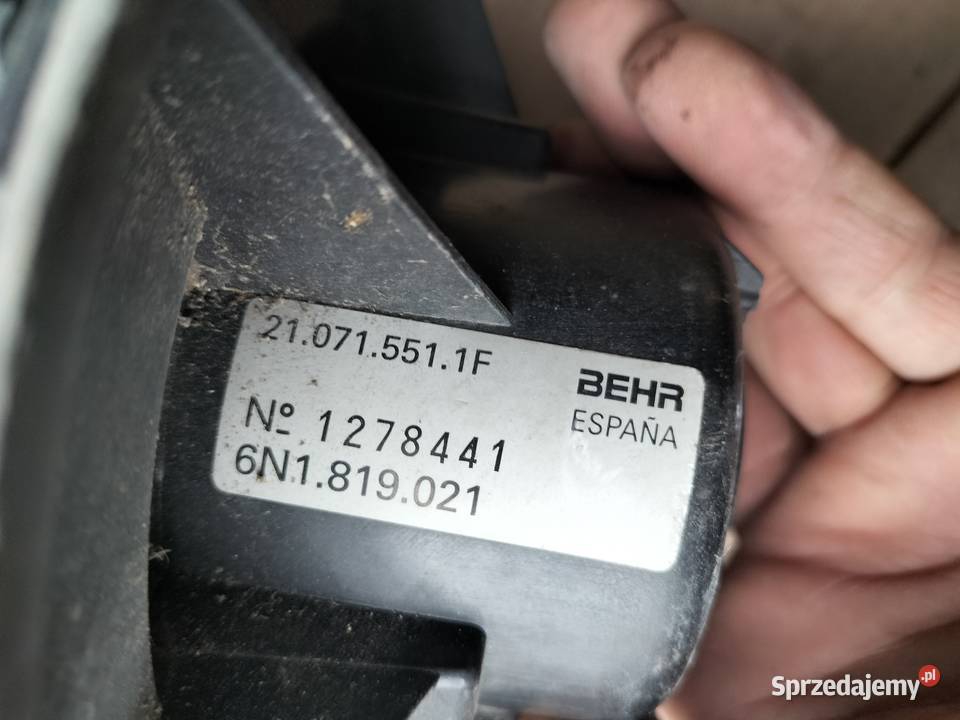 21.071.551.1F
BEHR
ESPAÑA
Nº 1278441
6N1.819.021
Sprzedajemy.pl